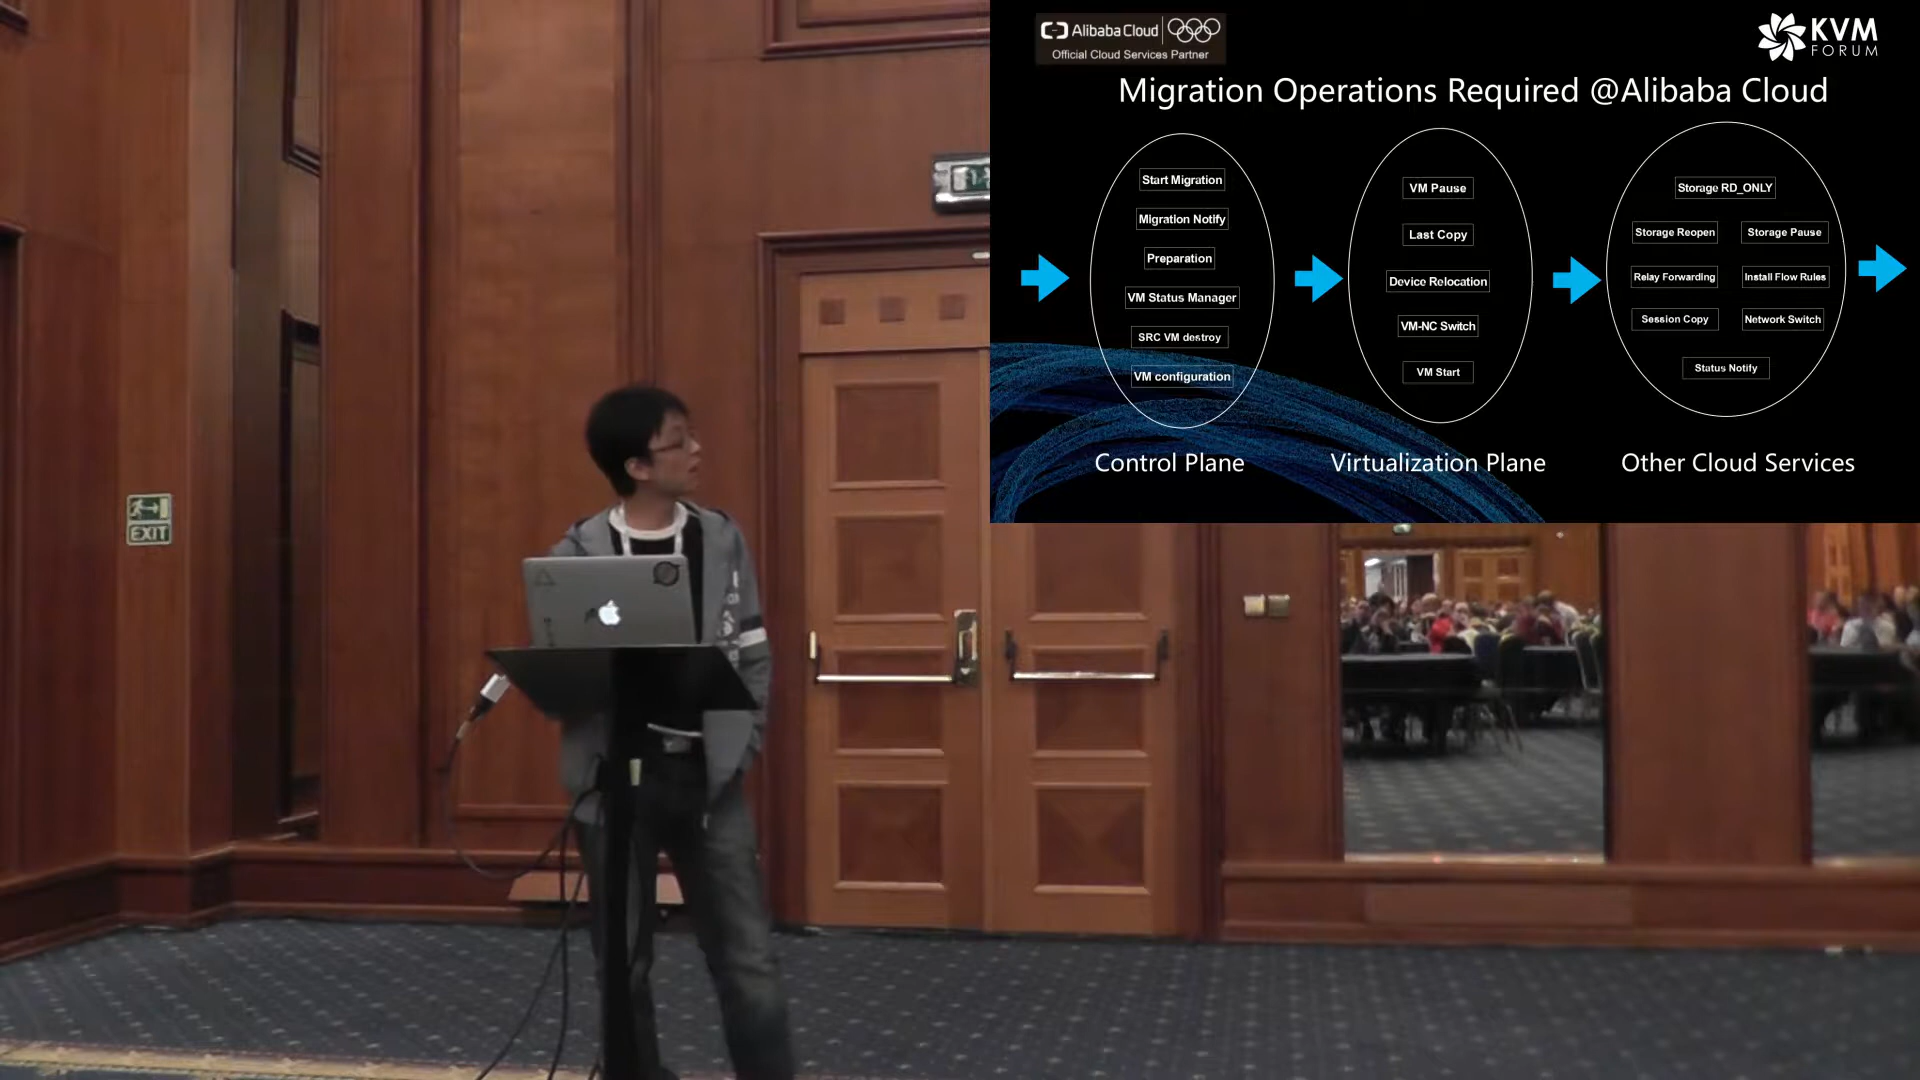 Alibaba Cloud
Official Cloud Services Partner
KVM
FORUM
Migration Operations Required @Alibaba Cloud
Start Migration
Migration Notify
Preparation
VM Status Manager
SRC VM destroy
VM configuration
Control Plane
VM Pause
Last Copy
Device Relocation
VM-NC Switch
VM Start
Virtualization Plane
Storage RD_ONLY
Storage Reopen
Storage Pause
Relay Forwarding
Install Flow Rules
Session Copy
Network Switch
Status Notify
Other Cloud Services
EXIT